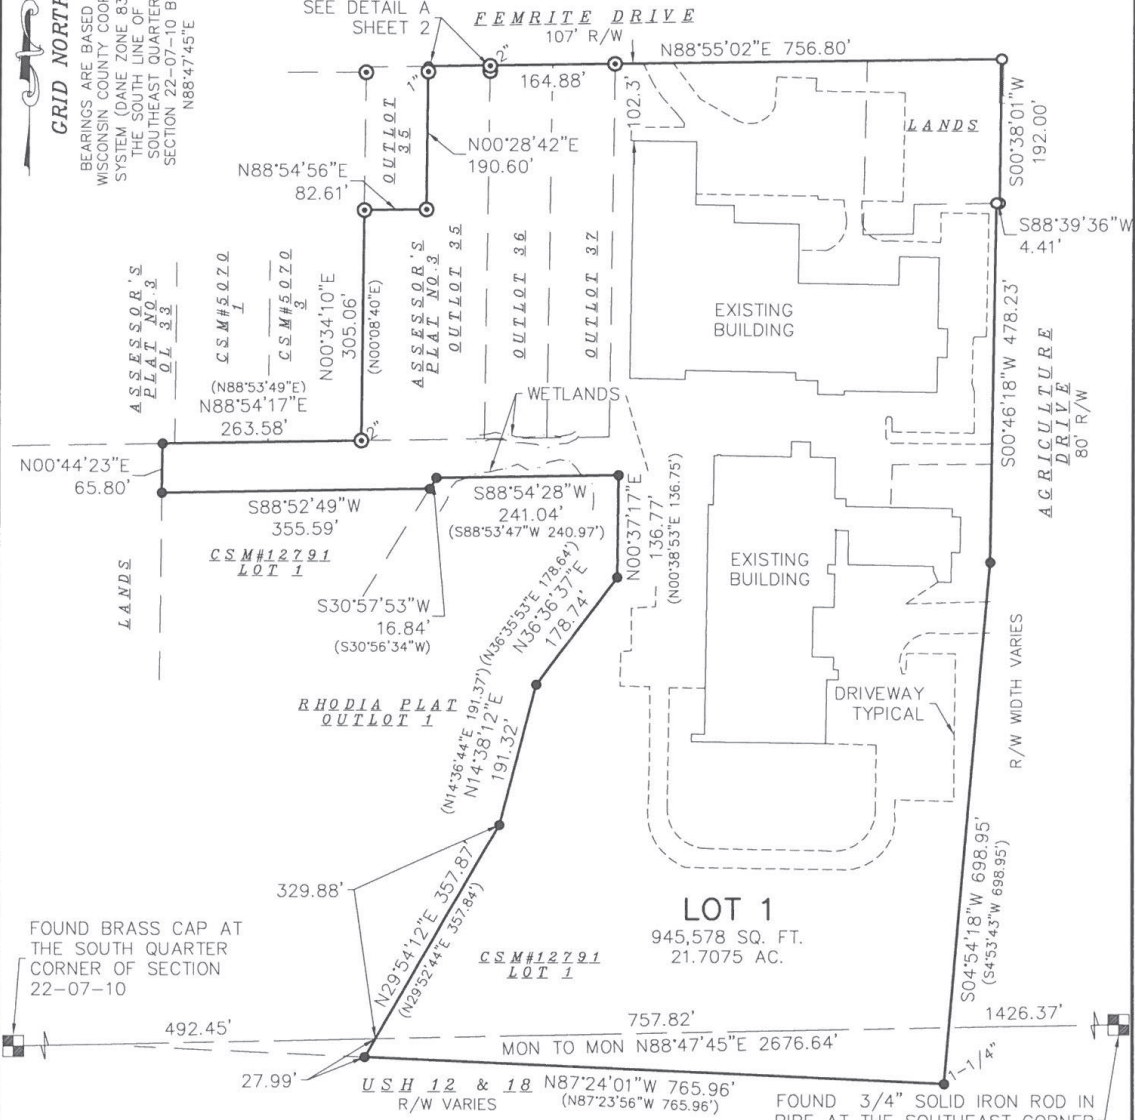 GRID NORTH
BEARINGS ARE BASED
WISCONSIN COUNTY COOR
SYSTEM (DANE ZONE 83
THE SOUTH LINE OF
SOUTHEAST QUARTER
SECTION 22-07-10 B
N88°47'45"E
SEE DETAIL A
SHEET 2
FEMRITE DRIVE
107' R/W
N88°55'02"E 756.80'
2"
1"
164.88'
102.3'
LANDS
S00°38'01"W
192.00'
OUTLOT
35
N00°28'42"E
190.60'
N88°54'56"E
82.61'
S88°39'36"W
4.41'
ASSESSOR'S
PLAT NO.3
OL 33
CSM#5070
1
CSM#5070
3
N00°34'10"E
305.06'
(N00°08'40"E)
ASSESSOR'S
PLAT NO.3
OUTLOT 35
OUTLOT 36
OUTLOT 37
EXISTING
BUILDING
S00°46'18"W 478.23'
AGRICULTURE
DRIVE
80' R/W
(N88°53'49"E)
N88°54'17"E
263.58'
2"
WETLANDS
N00°44'23"E
65.80'
S88°52'49"W
355.59'
S88°54'28"W
241.04'
(S88°53'47"W 240.97')
N00°37'17"E
136.77'
(N00°38'53"E 136.75')
CSM#12791
LOT 1
LANDS
EXISTING
BUILDING
S30°57'53"W
16.84'
(S30°56'34"W)
(N36°35'53"E 178.64')
N36°36'37"E
178.74'
RHODIA PLAT
OUTLOT 1
(N14°36'44"E 191.37')
N14°38'12"E
191.32'
DRIVEWAY
TYPICAL
R/W WIDTH VARIES
329.88'
N29°54'12"E 357.87'
(N29°52'44"E 357.84')
LOT 1
945,578 SQ. FT.
21.7075 AC.
CSM#12791
LOT 1
S04°54'18"W 698.95'
(S4°53'43"W 698.95')
FOUND BRASS CAP AT
THE SOUTH QUARTER
CORNER OF SECTION
22-07-10
492.45'
757.82'
1426.37'
MON TO MON N88°47'45"E 2676.64'
27.99'
USH 12 & 18
R/W VARIES
N87°24'01"W 765.96'
(N87°23'56"W 765.96')
1-1/4"
FOUND 3/4" SOLID IRON ROD IN
PIPE AT THE SOUTHEAST CORNER